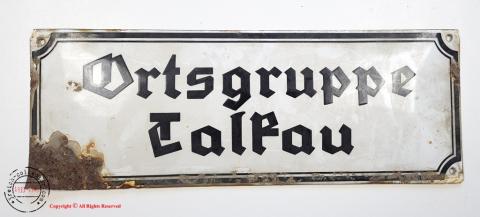 Ortsgruppe
Talkau
Copyright © All Rights Reserved